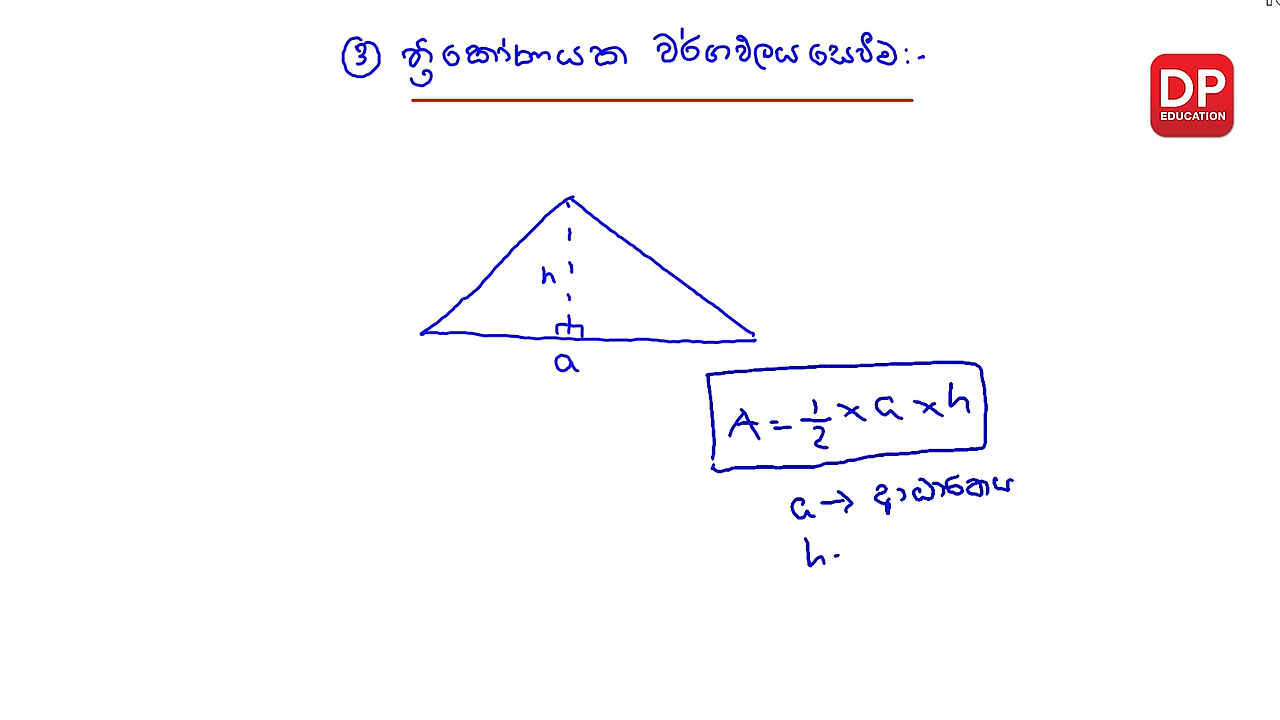 ③ ත්‍රිකෝණයක වර්ගඵලය සෙවීම:-
DP
EDUCATION
h
a
A = 1/2 × a × h
a → ආධාරකය
h -